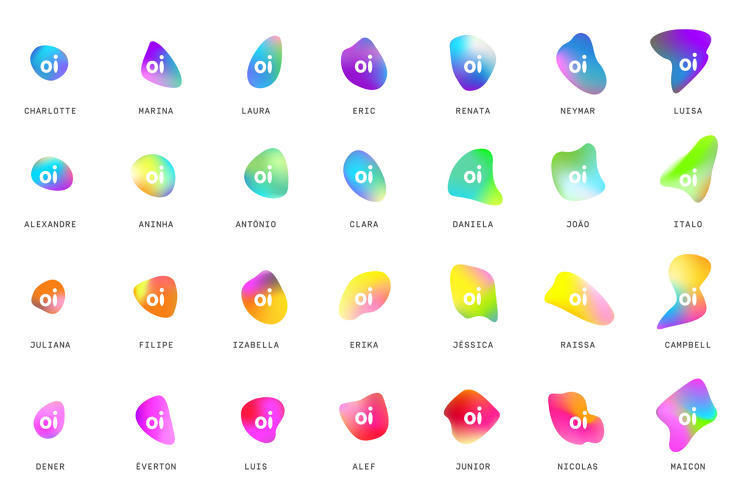 oi oi oi oi oi oi oi
CHARLOTTE MARINA LAURA ERIC RENATA NEYMAR LUISA
oi oi oi oi oi oi oi
ALEXANDRE ANINHA ANTÔNIO CLARA DANIELA JOÃO ITALO
oi oi oi oi oi oi oi
JULIANA FILIPE IZABELLA ERIKA JÉSSICA RAISSA CAMPBELL
oi oi oi oi oi oi oi
DENER ÉVERTON LUIS ALEF JUNIOR NICOLAS MAICON